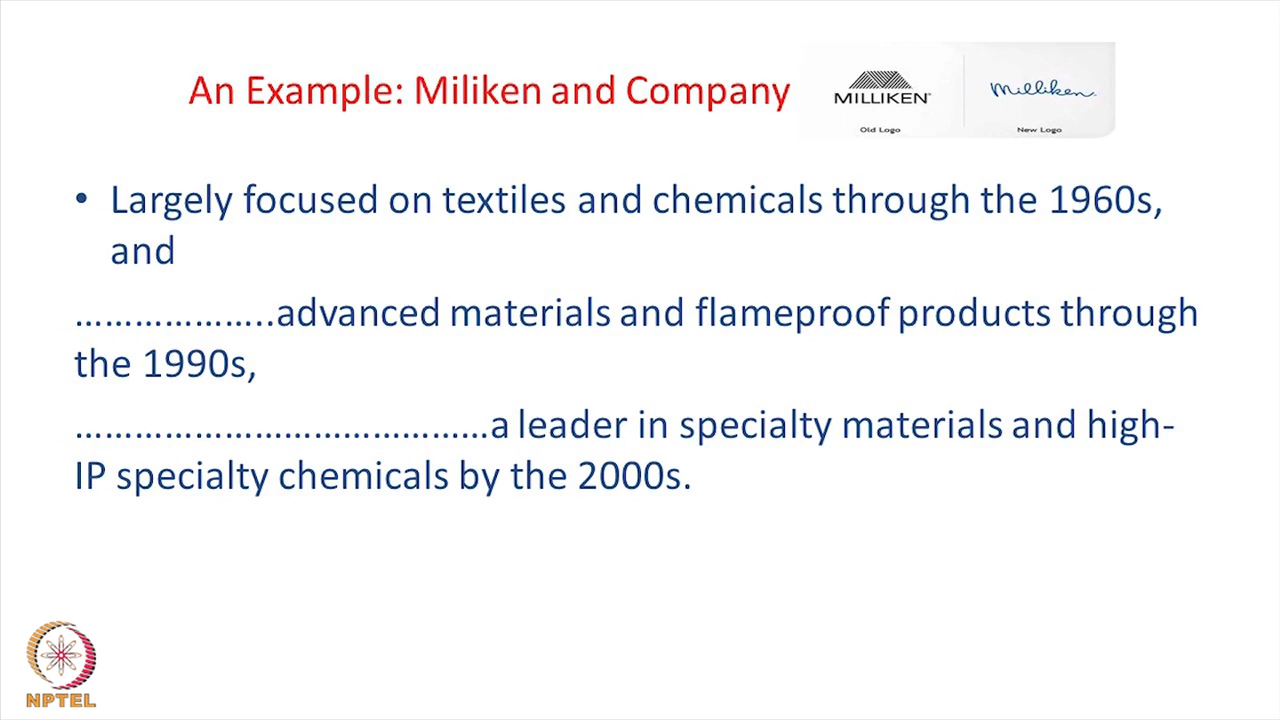 An Example: Miliken and Company
MILLIKEN
Milliken.
Old Logo
New Logo
• Largely focused on textiles and chemicals through the 1960s,
and
………………..advanced materials and flameproof products through
the 1990s,
……………………………………a leader in specialty materials and high-
IP specialty chemicals by the 2000s.
NPTEL